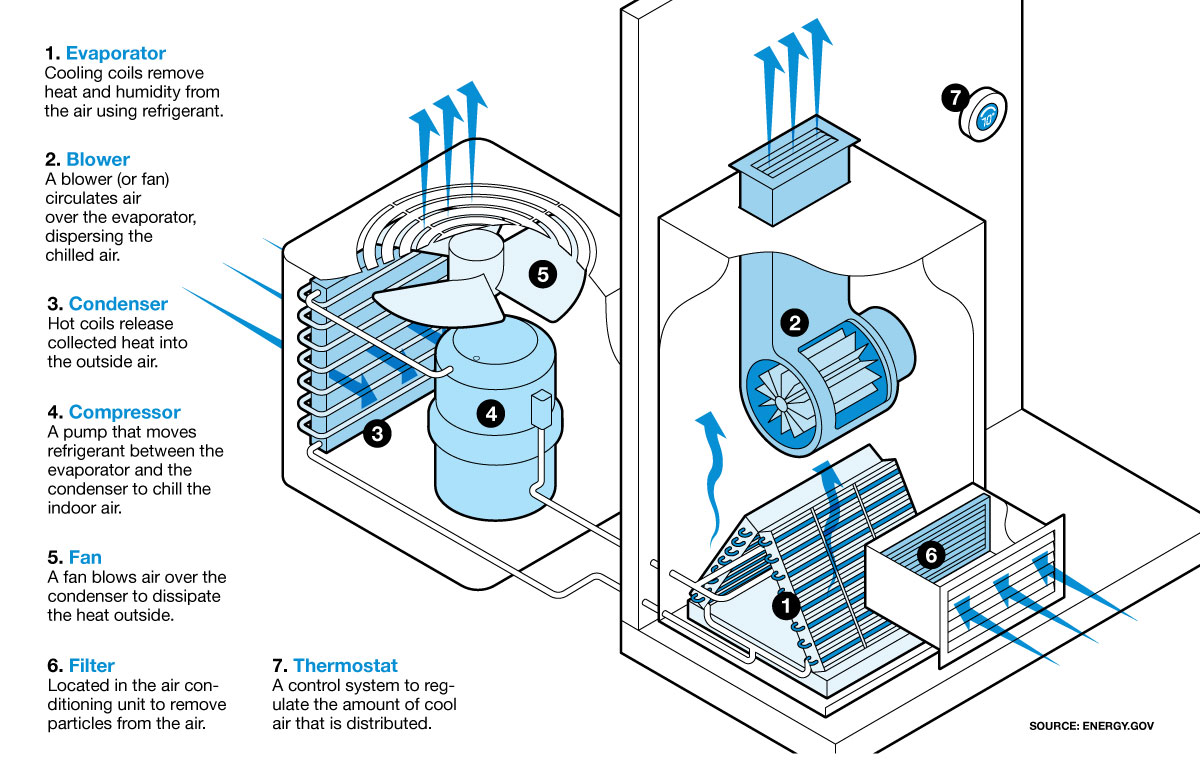 1. Evaporator
Cooling coils remove
heat and humidity from
the air using refrigerant.
2. Blower
A blower (or fan)
circulates air
over the evaporator,
dispersing the
chilled air.
3. Condenser
Hot coils release
collected heat into
the outside air.
4. Compressor
A pump that moves
refrigerant between the
evaporator and the
condenser to chill the
indoor air.
5. Fan
A fan blows air over the
condenser to dissipate
the heat outside.
6. Filter
Located in the air con-
ditioning unit to remove
particles from the air.
7. Thermostat
A control system to reg-
ulate the amount of cool
air that is distributed.
5
4
3
7
70°
2
6
1
SOURCE: ENERGY.GOV